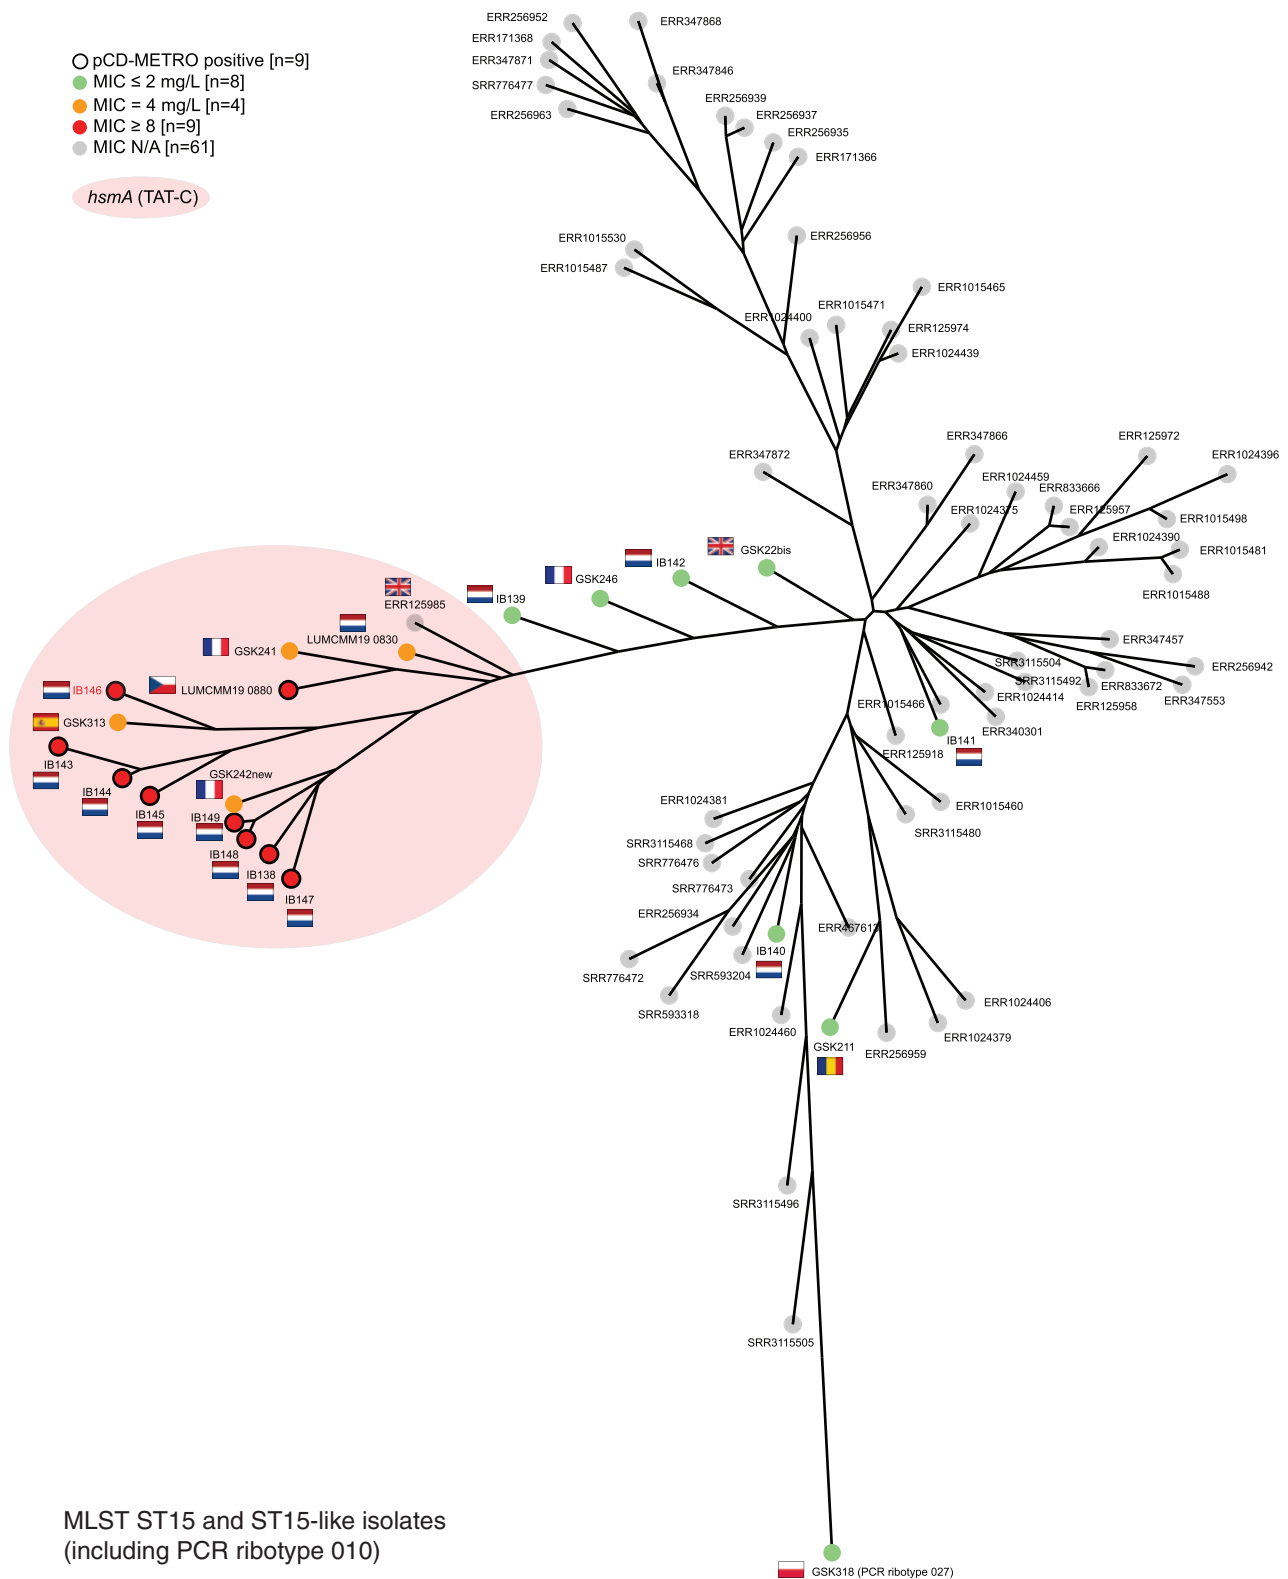 pCD-METRO positive [n=9]
MIC ≤ 2 mg/L [n=8]
MIC = 4 mg/L [n=4]
MIC ≥ 8 [n=9]
MIC N/A [n=61]
hsmA (TAT-C)
ERR256952
ERR347868
ERR171368
ERR347871
ERR347846
SRR776477
ERR256939
ERR256963
ERR256937
ERR256935
ERR171366
ERR1015530
ERR256956
ERR1015487
ERR1015465
ERR1015471
ERR1024400
ERR125974
ERR1024439
ERR347866
ERR125972
ERR347872
ERR1024396
ERR1024459
ERR347860
ERR833666
ERR1024375
ERR125957
ERR1015498
ERR1024390
ERR1015481
ERR1015488
GSK22bis
IB142
GSK246
IB139
ERR125985
LUMCMM19 0830
GSK241
LUMCMM19 0880
IB146
GSK313
IB143
IB144
IB145
GSK242new
IB149
IB148
IB138
IB147
ERR347457
SRR3115504
ERR256942
SRR3115492
ERR833672
ERR1024414
ERR125958
ERR347553
ERR1015466
ERR340301
IB141
ERR125918
ERR1024381
ERR1015460
SRR3115480
SRR3115468
SRR776476
SRR776473
ERR256934
ERR467613
IB140
SRR776472
SRR593204
SRR593318
ERR1024460
ERR1024406
ERR1024379
GSK211
ERR256959
SRR3115496
SRR3115505
MLST ST15 and ST15-like isolates
(including PCR ribotype 010)
GSK318 (PCR ribotype 027)